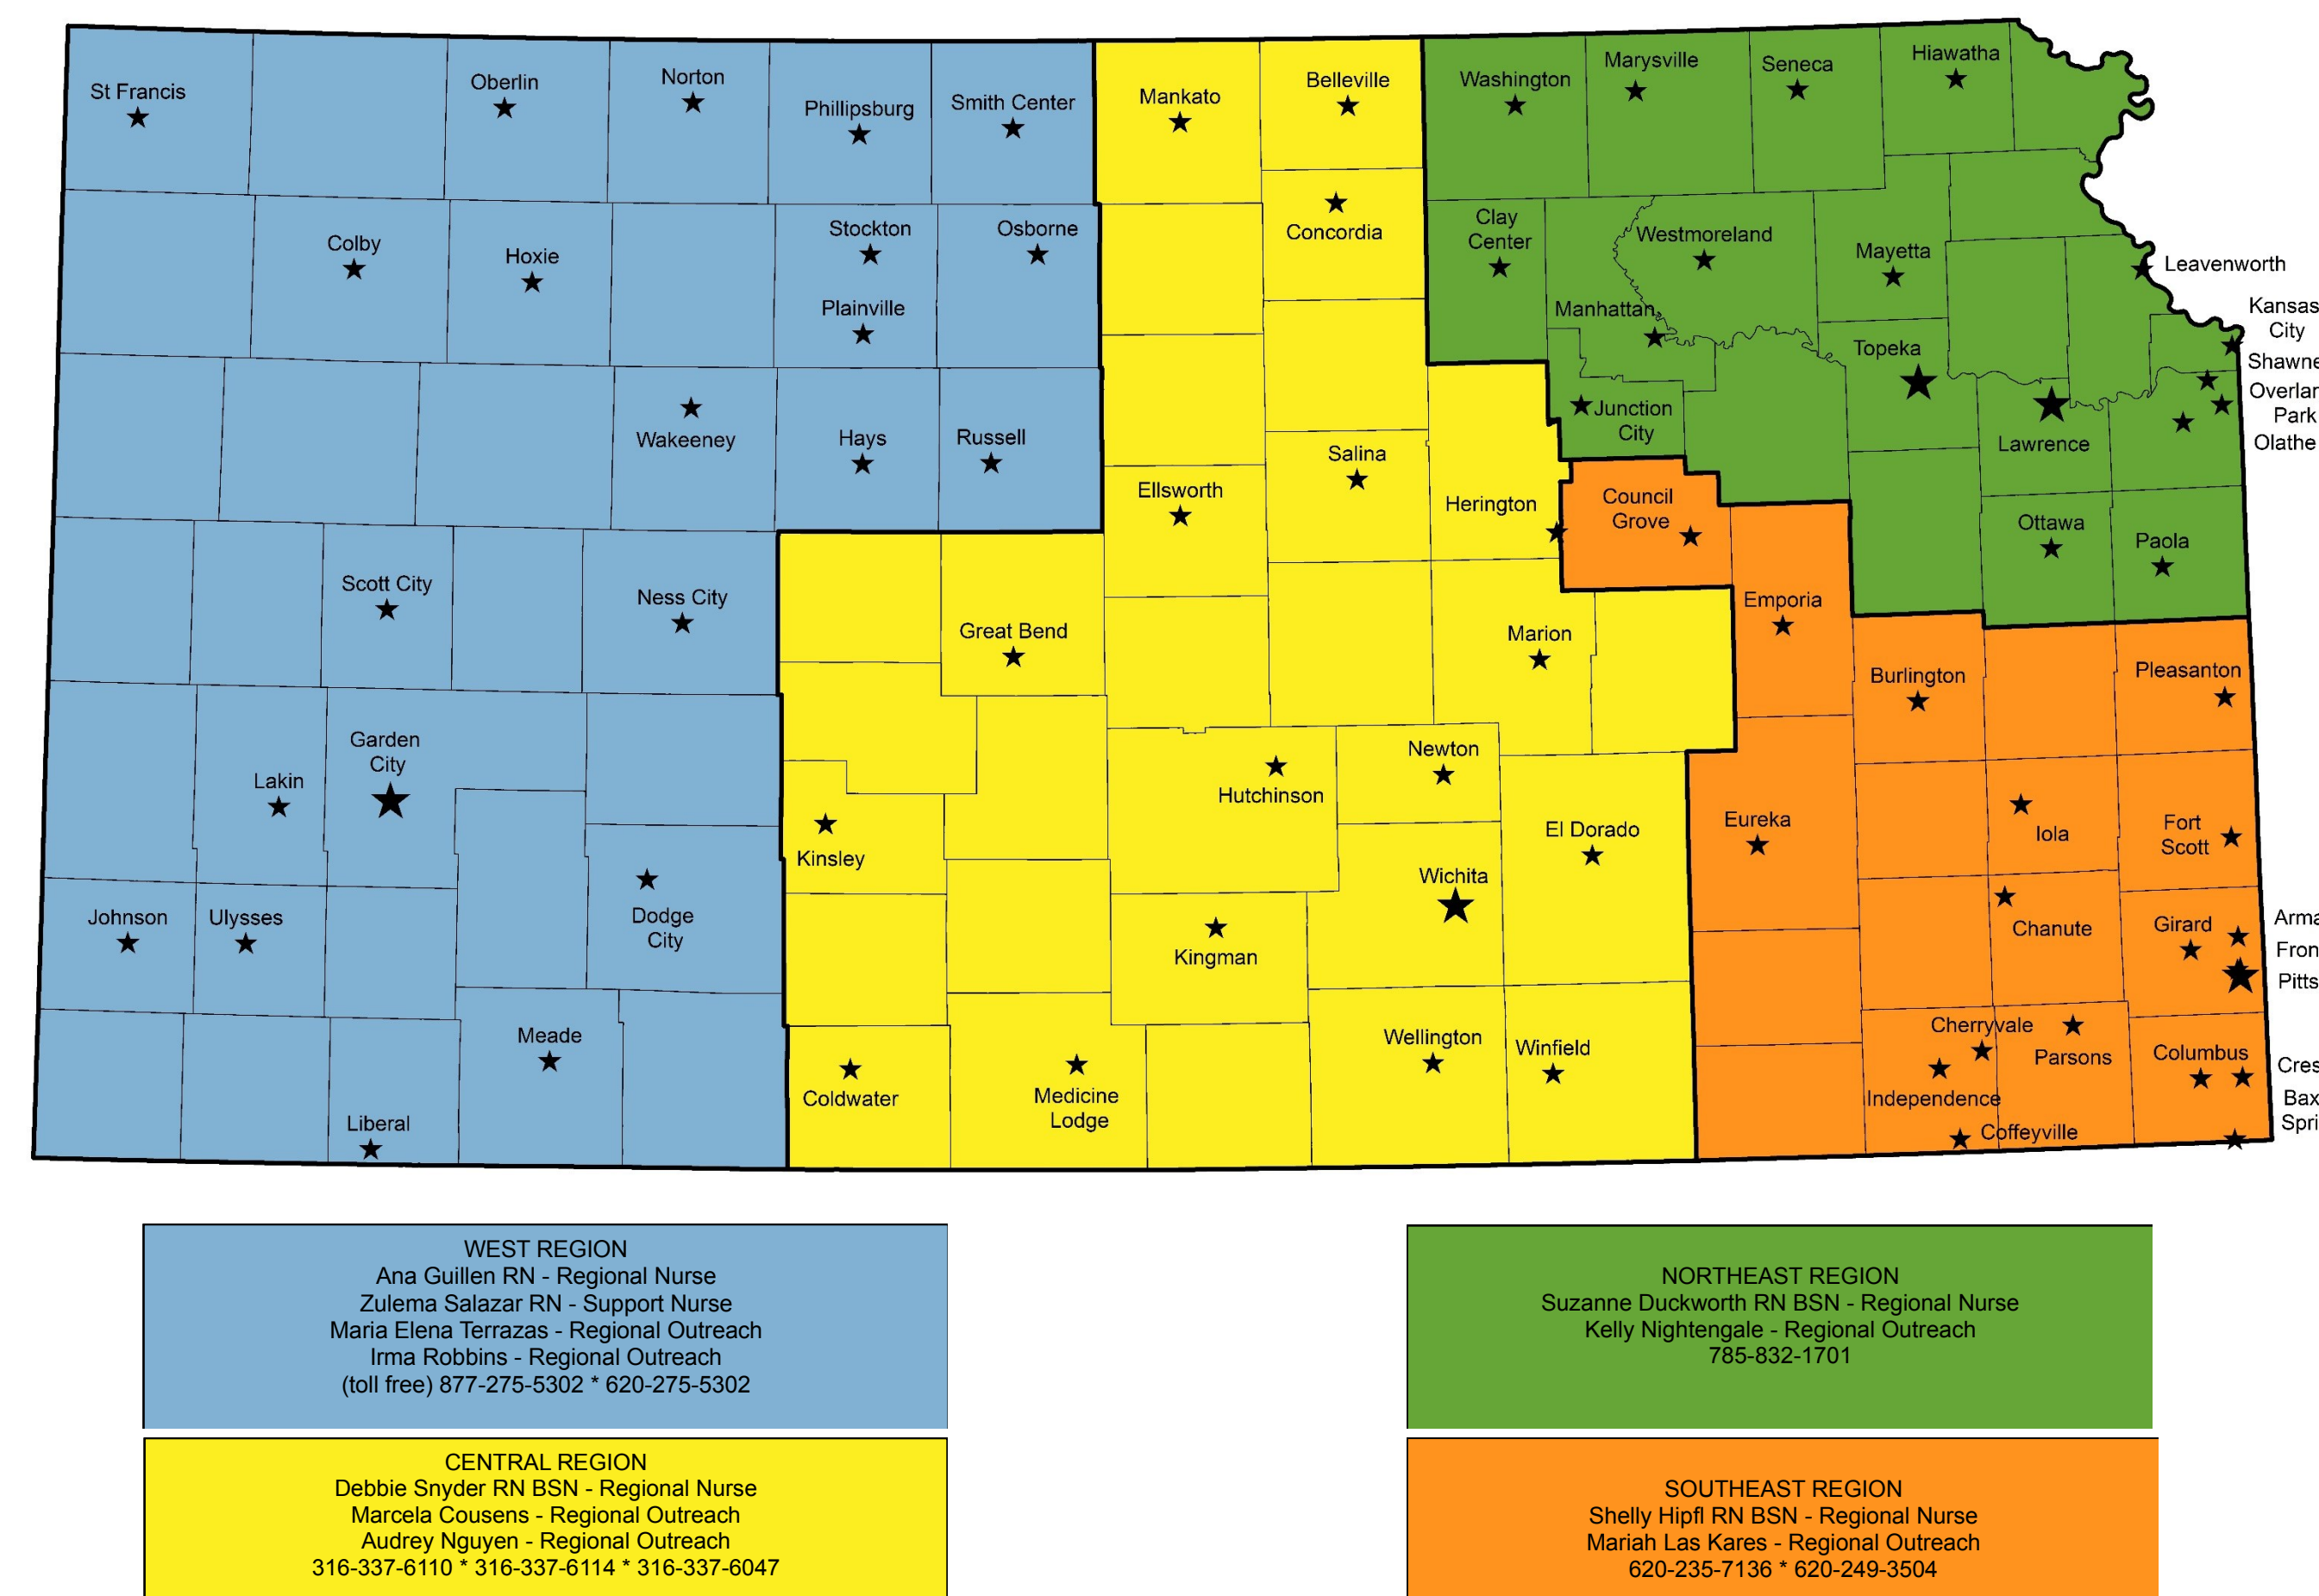 St Francis
Oberlin
Norton
Phillipsburg
Smith Center
Mankato
Belleville
Washington
Marysville
Seneca
Hiawatha
Colby
Hoxie
Stockton
Osborne
Concordia
Clay
Center
Westmoreland
Mayetta
Leavenworth
Plainville
Manhattan
Topeka
Kansas
City
Shawne
Overlar
Park
Olathe
Wakeeney
Hays
Russell
Salina
Junction
City
Lawrence
Ellsworth
Herington
Council
Grove
Ottawa
Paola
Scott City
Ness City
Great Bend
Marion
Emporia
Burlington
Pleasanton
Garden
City
Lakin
Newton
Hutchinson
Kinsley
El Dorado
Eureka
Iola
Fort
Scott
Wichita
Johnson
Ulysses
Dodge
City
Kingman
Chanute
Girard
Arma
Fron
Pitts
Meade
Liberal
Coldwater
Medicine
Lodge
Wellington
Winfield
Cherryvale
Parsons
Independence
Coffeyville
Columbus
Cres
Bax
Spri
WEST REGION
Ana Guillen RN - Regional Nurse
Zulema Salazar RN - Support Nurse
Maria Elena Terrazas - Regional Outreach
Irma Robbins - Regional Outreach
(toll free) 877-275-5302 * 620-275-5302
NORTHEAST REGION
Suzanne Duckworth RN BSN - Regional Nurse
Kelly Nightengale - Regional Outreach
785-832-1701
CENTRAL REGION
Debbie Snyder RN BSN - Regional Nurse
Marcela Cousens - Regional Outreach
Audrey Nguyen - Regional Outreach
316-337-6110 * 316-337-6114 * 316-337-6047
SOUTHEAST REGION
Shelly Hipfl RN BSN - Regional Nurse
Mariah Las Kares - Regional Outreach
620-235-7136 * 620-249-3504